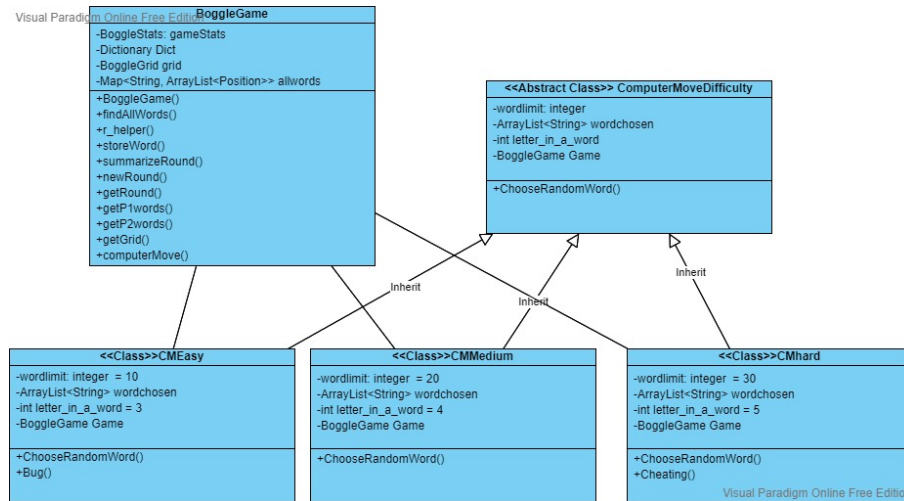 Visual Paradigm Online Free Edition
BoggleGame
-BoggleStats: gameStats
-Dictionary Dict
-BoggleGrid grid
-Map<String, ArrayList<Position>> allwords
+BoggleGame()
+findAllWords()
+r_helper()
+storeWord()
+summarizeRound()
+newRound()
+getRound()
+getP1words()
+getP2words()
+getGrid()
+computerMove()
<<Abstract Class>> ComputerMoveDifficulty
-wordlimit: integer
-ArrayList<String> wordchosen
-int letter_in_a_word
-BoggleGame Game
+ChooseRandomWord()
Inherit
Inherit
Inherit
<<Class>>CMEasy
-wordlimit: integer = 10
-ArrayList<String> wordchosen
-int letter_in_a_word = 3
-BoggleGame Game
+ChooseRandomWord()
+Bug()
<<Class>>CMMedium
-wordlimit: integer = 20
-ArrayList<String> wordchosen
-int letter_in_a_word = 4
-BoggleGame Game
+ChooseRandomWord()
<<Class>>CMhard
-wordlimit: integer = 30
-ArrayList<String> wordchosen
-int letter_in_a_word = 5
-BoggleGame Game
+ChooseRandomWord()
+Cheating()
Visual Paradigm Online Free Edition